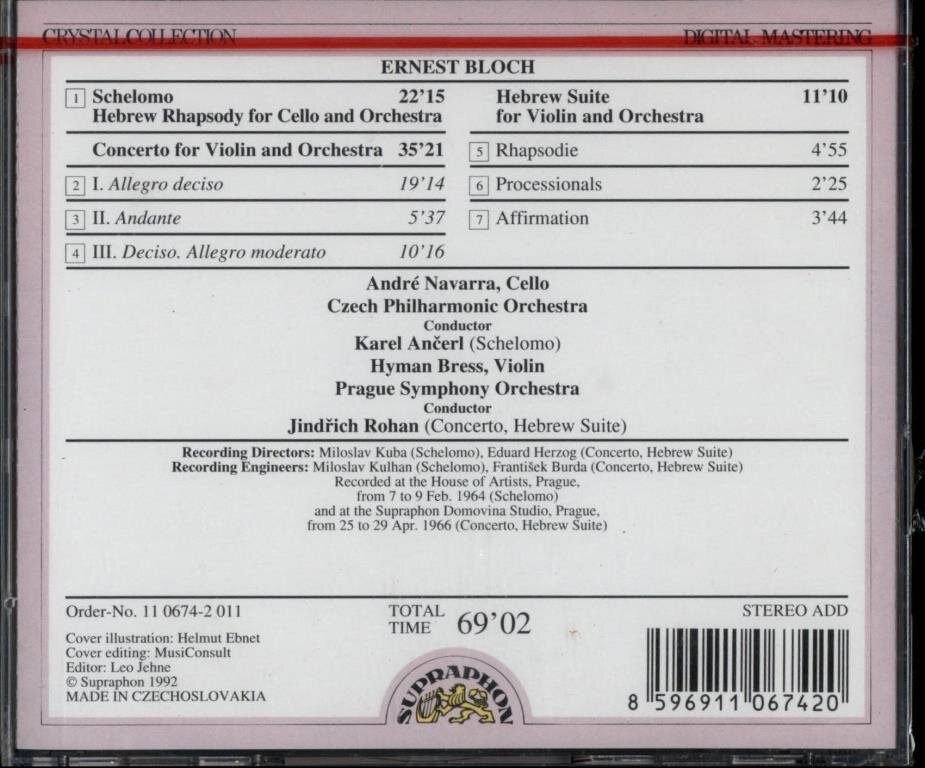 CRYSTAL COLLECTION
DIGITAL MASTERING
ERNEST BLOCH
1 Schelomo 22’15
Hebrew Rhapsody for Cello and Orchestra
Concerto for Violin and Orchestra 35’21
2 I. Allegro deciso 19’14
3 II. Andante 5’37
4 III. Deciso. Allegro moderato 10’16
Hebrew Suite 11’10
for Violin and Orchestra
5 Rhapsodie 4’55
6 Processionals 2’25
7 Affirmation 3’44
André Navarra, Cello
Czech Philharmonic Orchestra
Conductor
Karel Ančerl (Schelomo)
Hyman Bress, Violin
Prague Symphony Orchestra
Conductor
Jindřich Rohan (Concerto, Hebrew Suite)
Recording Directors: Miloslav Kuba (Schelomo), Eduard Herzog (Concerto, Hebrew Suite)
Recording Engineers: Miloslav Kulhan (Schelomo), František Burda (Concerto, Hebrew Suite)
Recorded at the House of Artists, Prague,
from 7 to 9 Feb. 1964 (Schelomo)
and at the Supraphon Domovina Studio, Prague,
from 25 to 29 Apr. 1966 (Concerto, Hebrew Suite)
Order-No. 11 0674-2 011
Cover illustration: Helmut Ebnet
Cover editing: MusiConsult
Editor: Leo Jehne
© Supraphon 1992
MADE IN CZECHOSLOVAKIA
TOTAL
TIME 69’02
SUPRAPHON
STEREO ADD
8 596911 067420